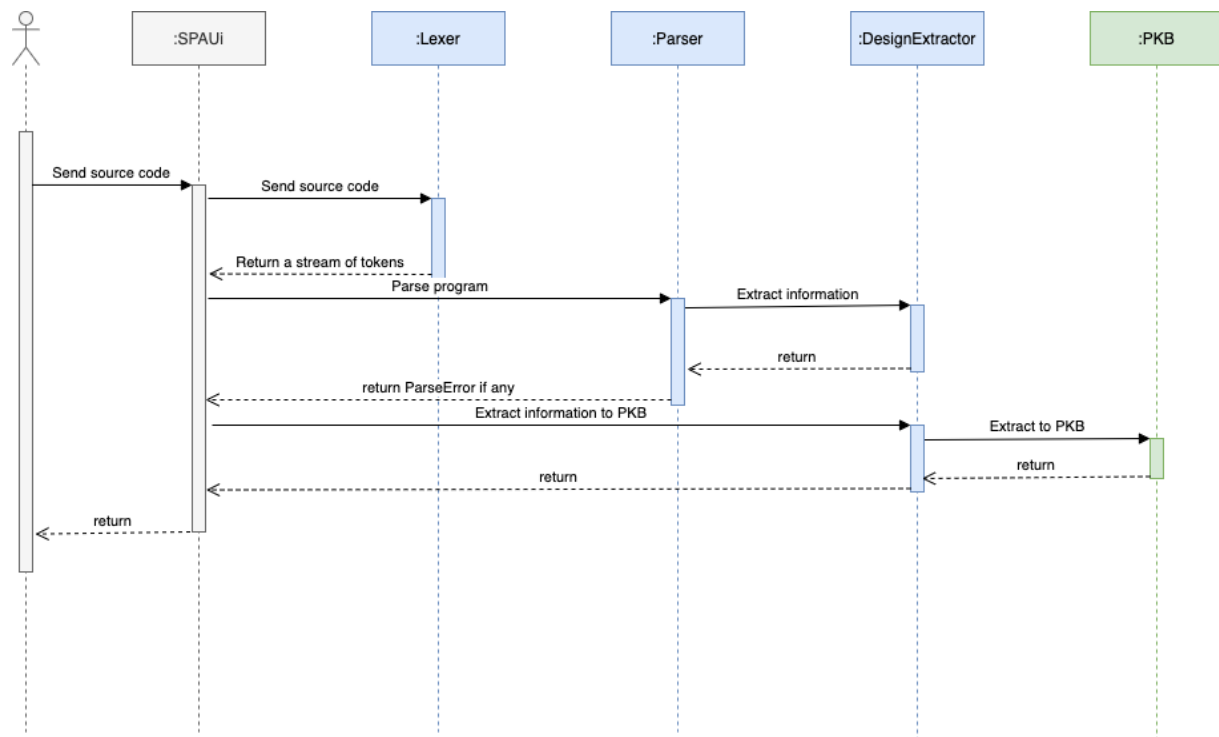 :SPAUi
:Lexer
:Parser
:DesignExtractor
:PKB
Send source code
Send source code
Return a stream of tokens
Parse program
Extract information
return
return ParseError if any
Extract information to PKB
Extract to PKB
return
return
return